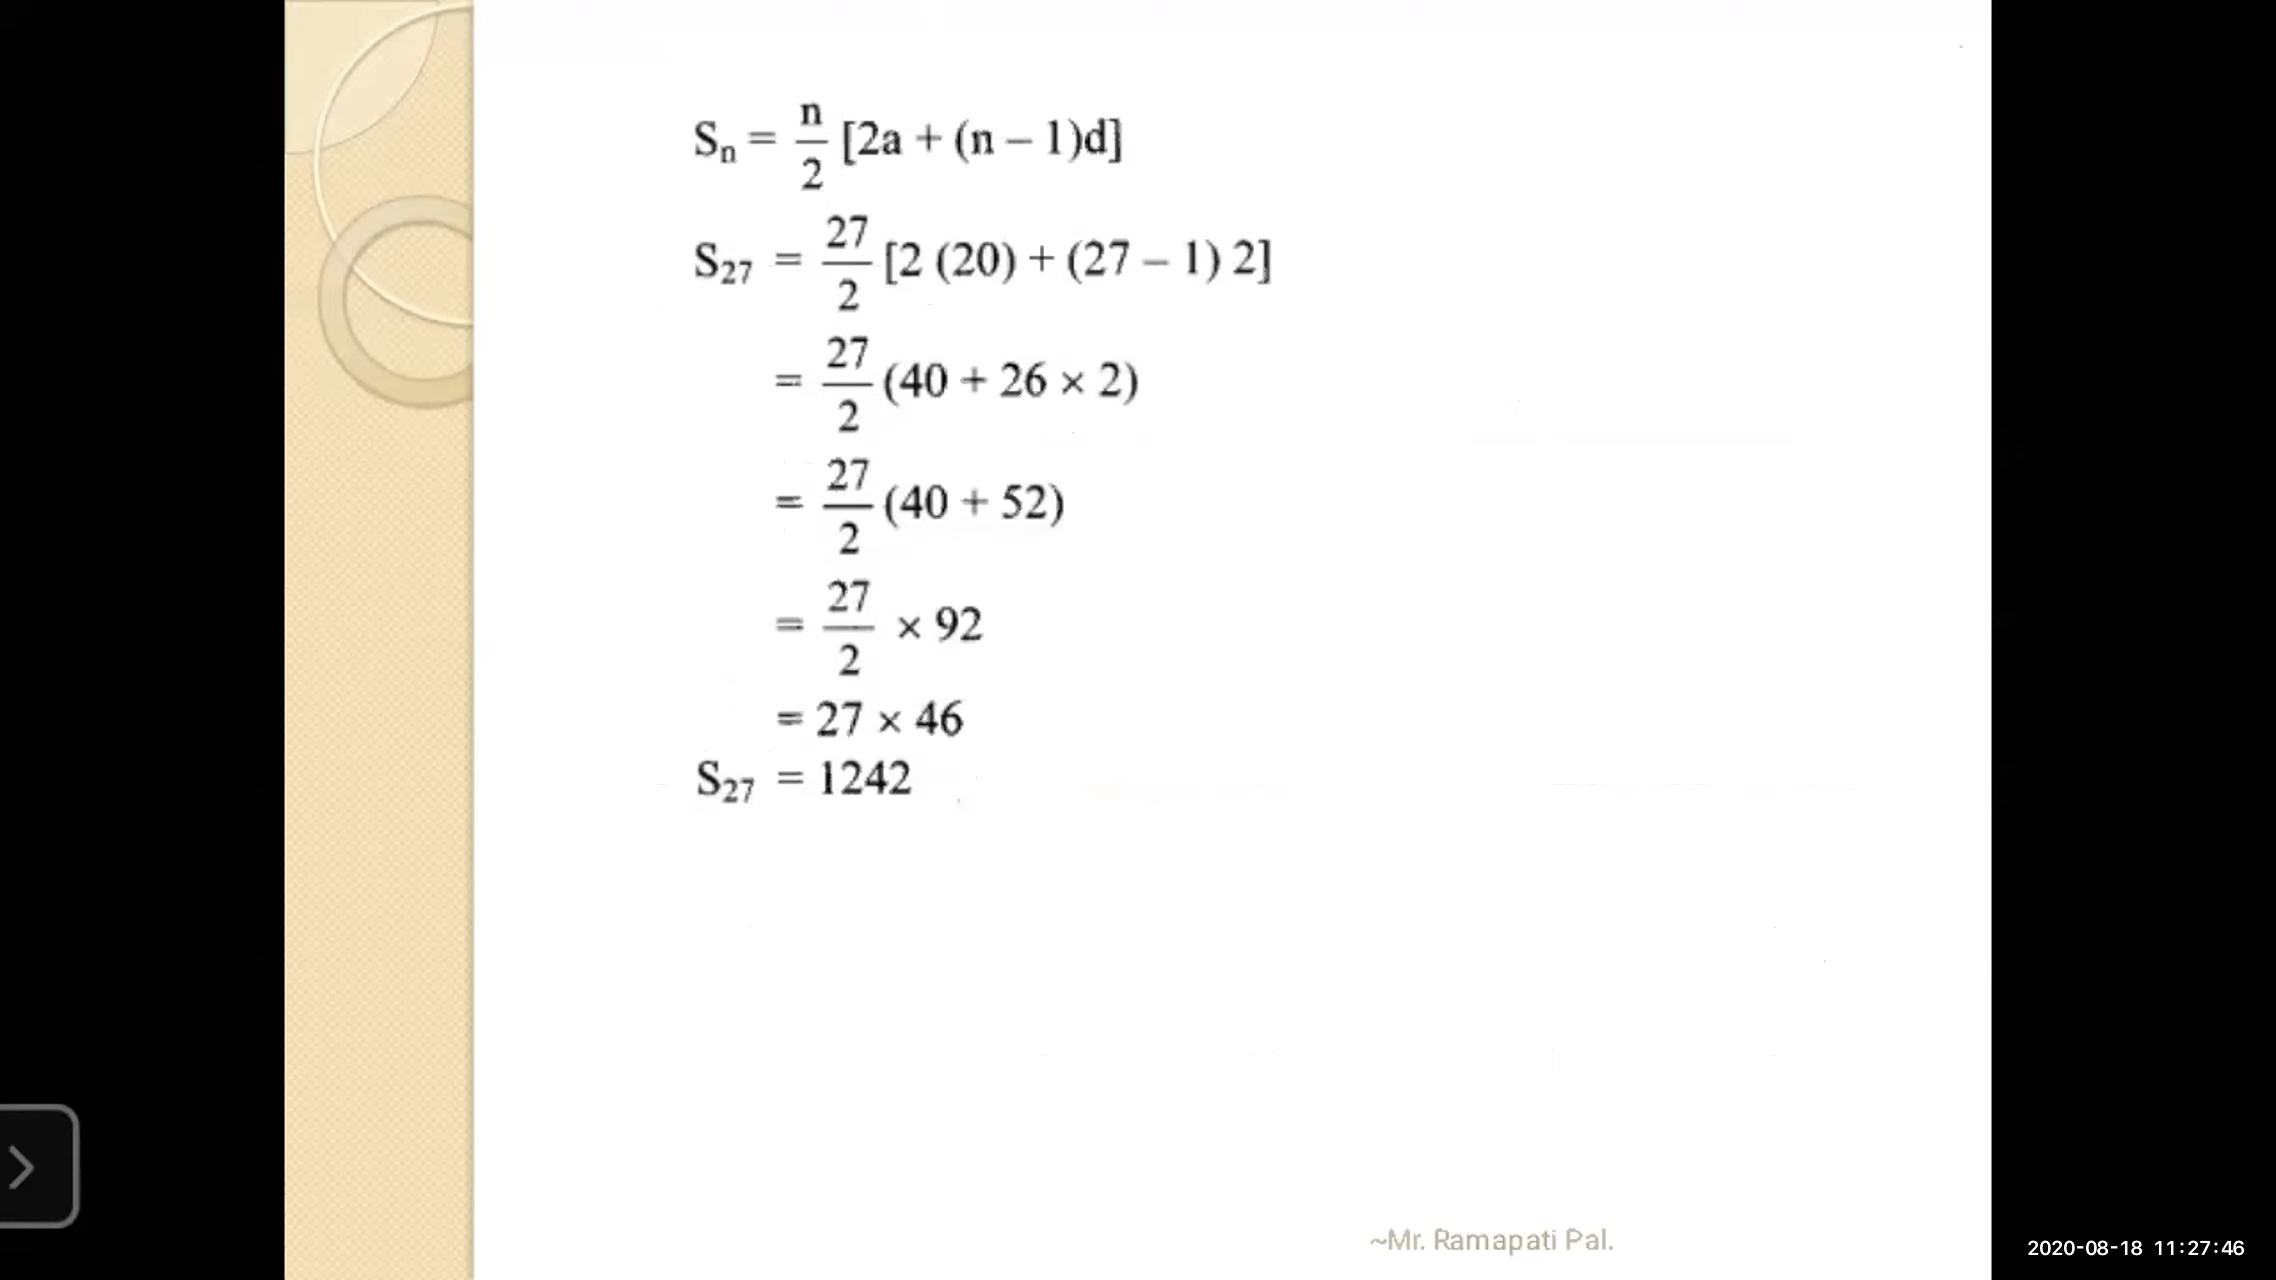 Sn = n/2 [2a + (n – 1)d]
S27 = 27/2 [2 (20) + (27 – 1) 2]
= 27/2 (40 + 26 × 2)
= 27/2 (40 + 52)
= 27/2 × 92
= 27 × 46
S27 = 1242
~Mr. Ramapati Pal.
2020-08-18 11:27:46